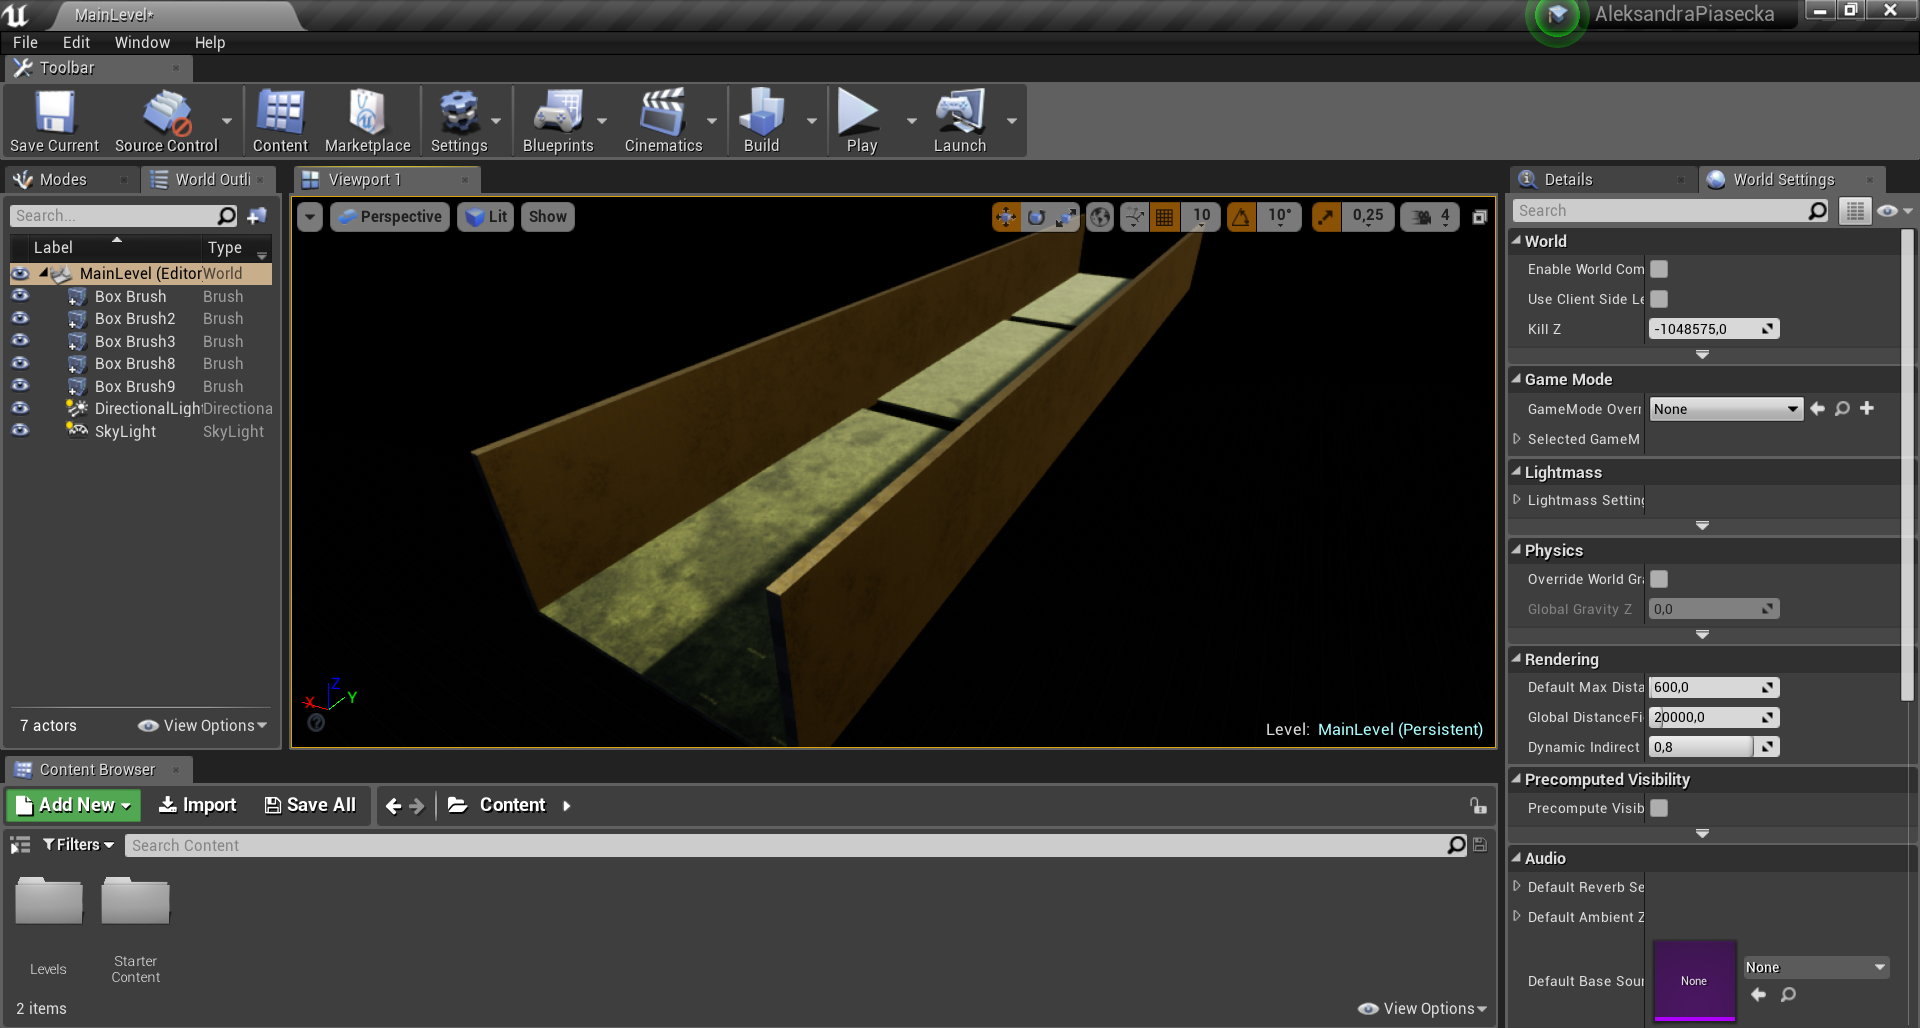 MainLevel*
AleksandraPiasecka
File Edit Window Help
Toolbar
Save Current Source Control Content Marketplace Settings Blueprints Cinematics Build Play Launch
Modes
World Outli
Search...
Label Type
MainLevel (Editor World
Box Brush Brush
Box Brush2 Brush
Box Brush3 Brush
Box Brush8 Brush
Box Brush9 Brush
DirectionalLight Directiona
SkyLight SkyLight
7 actors View Options
Viewport 1
Perspective Lit Show
10 10° 0,25 4
X Z Y
Level: MainLevel (Persistent)
Content Browser
Add New Import Save All Content
Filters Search Content
Levels
Starter
Content
2 items View Options
Details World Settings
Search
World
Enable World Com
Use Client Side Le
Kill Z -1048575,0
Game Mode
GameMode Overr None
Selected GameM
Lightmass
Lightmass Setting
Physics
Override World Gra
Global Gravity Z 0,0
Rendering
Default Max Dista 600,0
Global DistanceFi 20000,0
Dynamic Indirect 0,8
Precomputed Visibility
Precompute Visib
Audio
Default Reverb Se
Default Ambient Z
Default Base Sour None None